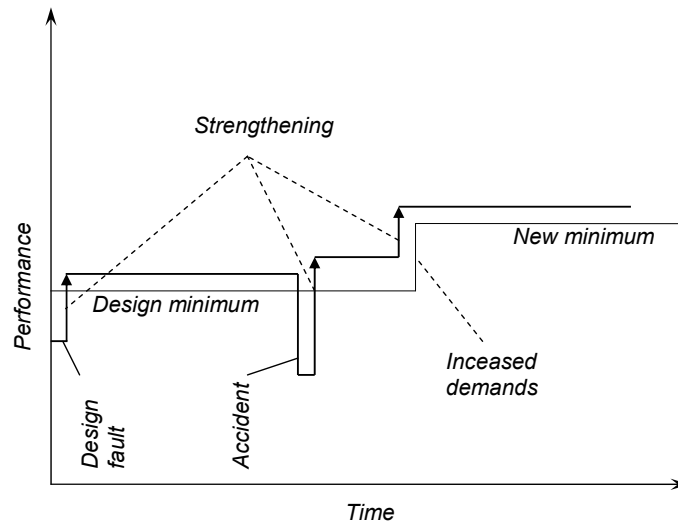 Strengthening
New minimum
Performance
Design minimum
Inceased
demands
Design
fault
Accident
Time